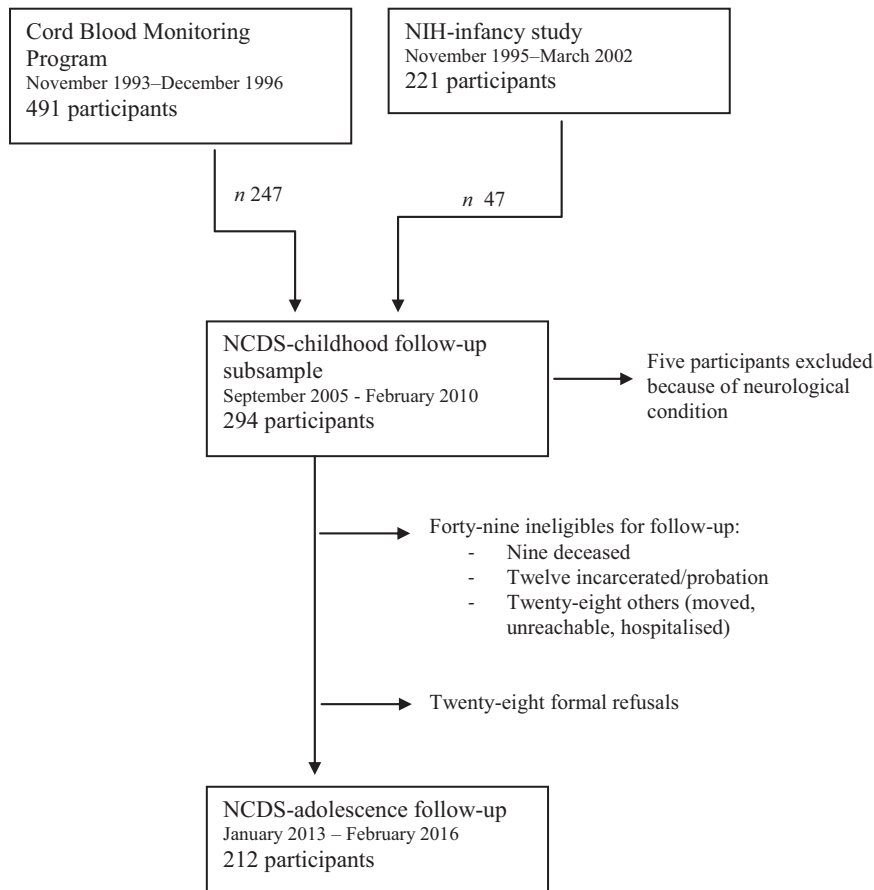 Cord Blood Monitoring
Program
November 1993–December 1996
491 participants
NIH-infancy study
November 1995–March 2002
221 participants
n 247
n 47
NCDS-childhood follow-up
subsample
September 2005 - February 2010
294 participants
Five participants excluded
because of neurological
condition
Forty-nine ineligibles for follow-up:
- Nine deceased
- Twelve incarcerated/probation
- Twenty-eight others (moved,
unreachable, hospitalised)
Twenty-eight formal refusals
NCDS-adolescence follow-up
January 2013 – February 2016
212 participants